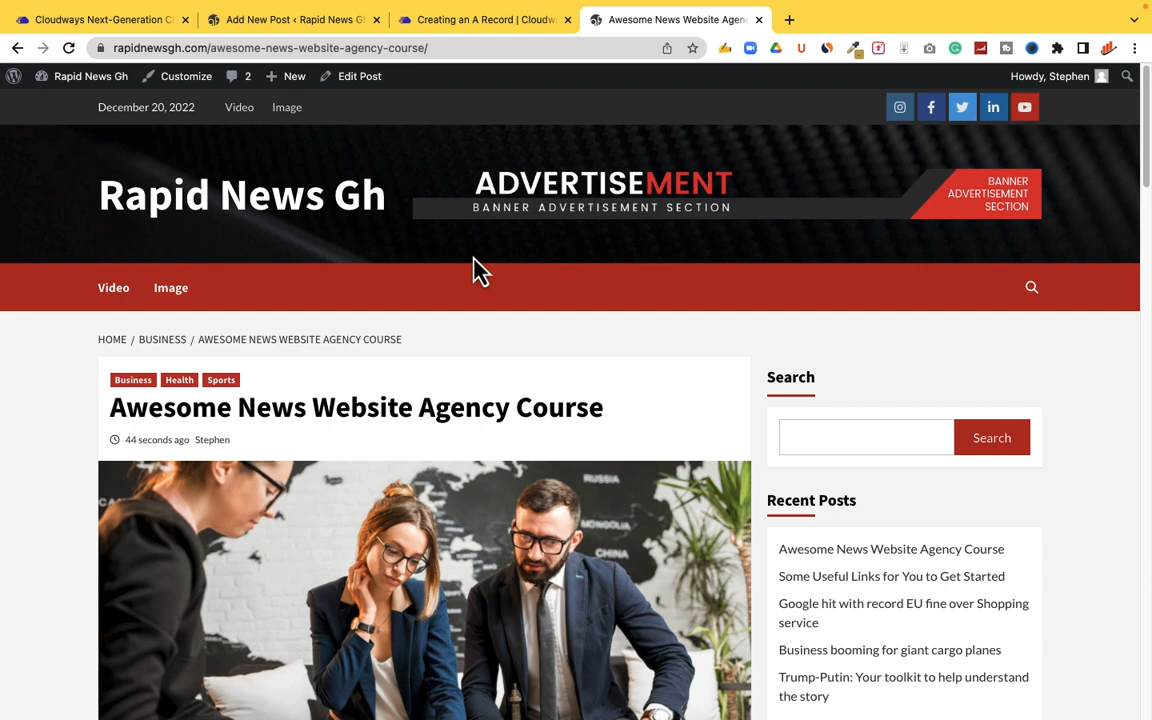 Cloudways Next-Generation C
Add New Post ‹ Rapid News G
Creating an A Record | Cloudw
Awesome News Website Agen
rapidnewsgh.com/awesome-news-website-agency-course/
Rapid News Gh
Customize
2
New
Edit Post
Howdy, Stephen
December 20, 2022
Video
Image
Rapid News Gh
ADVERTISEMENT
BANNER ADVERTISEMENT SECTION
BANNER
ADVERTISEMENT
SECTION
Video
Image
HOME / BUSINESS / AWESOME NEWS WEBSITE AGENCY COURSE
Business
Health
Sports
Awesome News Website Agency Course
44 seconds ago Stephen
RUSSIA
MONGOLIA
CHINA
Search
Search
Recent Posts
Awesome News Website Agency Course
Some Useful Links for You to Get Started
Google hit with record EU fine over Shopping
service
Business booming for giant cargo planes
Trump-Putin: Your toolkit to help understand
the story